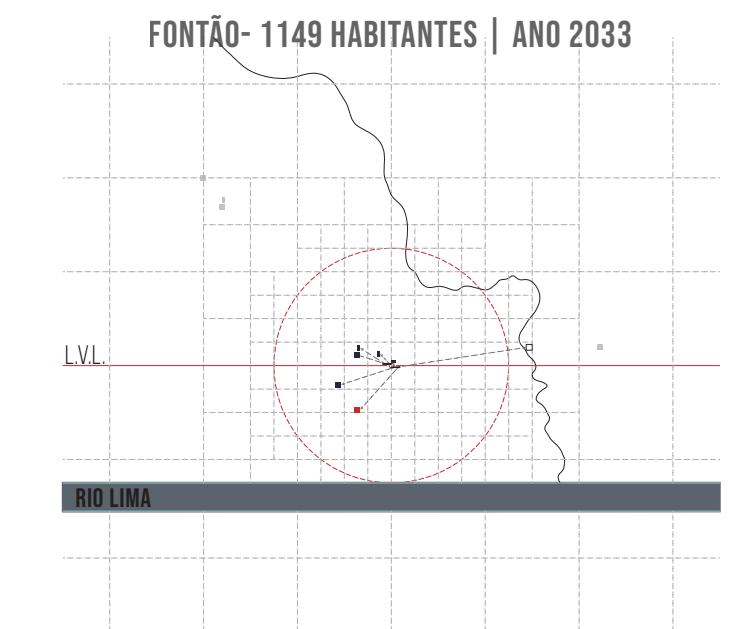 FONTÃO- 1149 HABITANTES | ANO 2033
L.V.L.
RIO LIMA